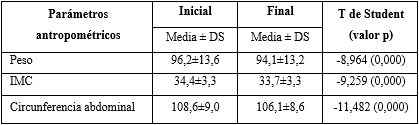 Parámetros antropométricos Inicial Final T de Student (valor p)
Media ± DS Media ± DS
Peso 96,2±13,6 94,1±13,2 -8,964 (0,000)
IMC 34,4±3,3 33,7±3,3 -9,259 (0,000)
Circunferencia abdominal 108,6±9,0 106,1±8,6 -11,482 (0,000)